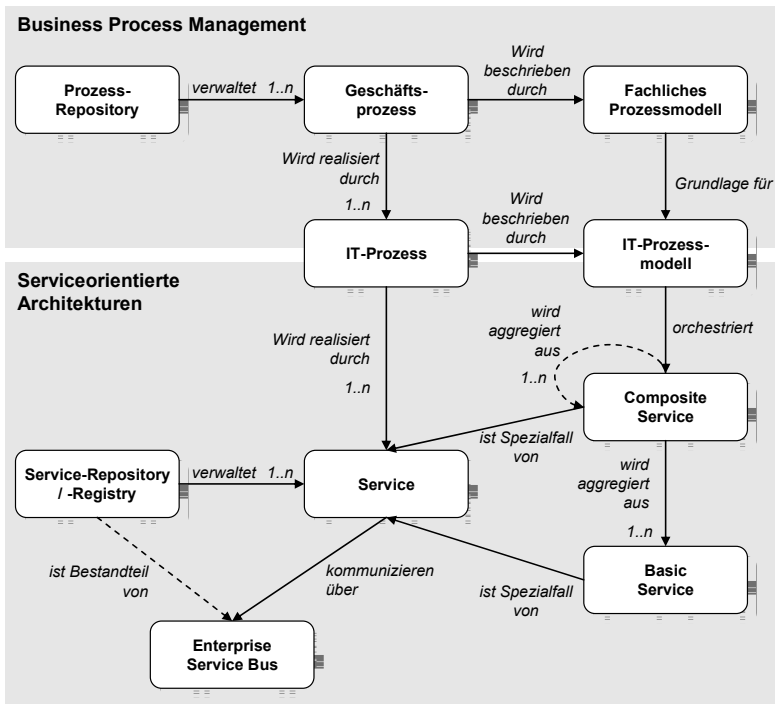 Business Process Management
Wird
beschrieben
durch
Prozess-
Repository
verwaltet 1..n
Geschäfts-
prozess
Fachliches
Prozessmodell
Wird realisiert
durch
1..n
Grundlage für
Wird
beschrieben
durch
IT-Prozess
IT-Prozess-
modell
Serviceorientierte
Architekturen
wird
aggregiert
aus
1..n
orchestriert
Wird realisiert
durch
1..n
Composite
Service
ist Spezialfall
von
Service-Repository
/ -Registry
verwaltet 1..n
Service
wird
aggregiert
aus
1..n
ist Bestandteil
von
kommunizieren
über
ist Spezialfall
von
Basic
Service
Enterprise
Service Bus